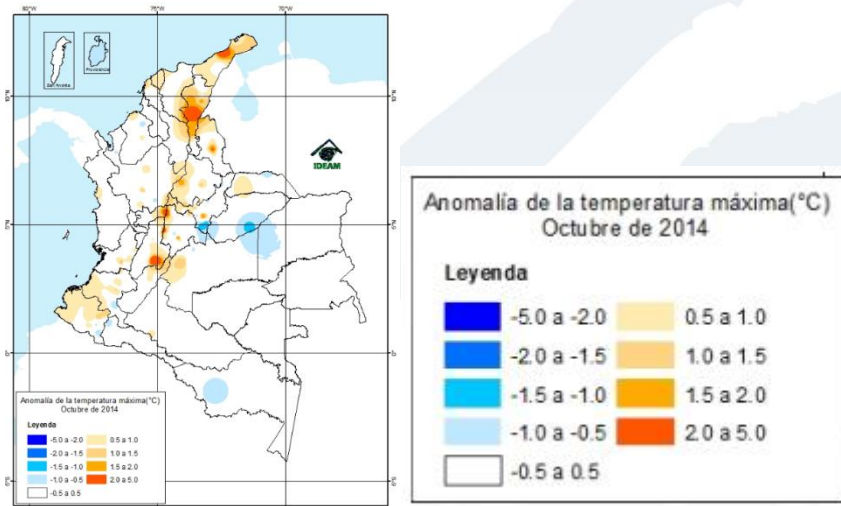 80°W
75°W
70°W
San Andrés
Providencia
IDEAM
Anomalía de la temperatura máxima(°C)
Octubre de 2014
Leyenda
-5.0 a -2.0 0.5 a 1.0
-2.0 a -1.5 1.0 a 1.5
-1.5 a -1.0 1.5 a 2.0
-1.0 a -0.5 2.0 a 5.0
-0.5 a 0.5
Anomalía de la temperatura máxima(°C)
Octubre de 2014
Leyenda
-5.0 a -2.0 0.5 a 1.0
-2.0 a -1.5 1.0 a 1.5
-1.5 a -1.0 1.5 a 2.0
-1.0 a -0.5 2.0 a 5.0
-0.5 a 0.5